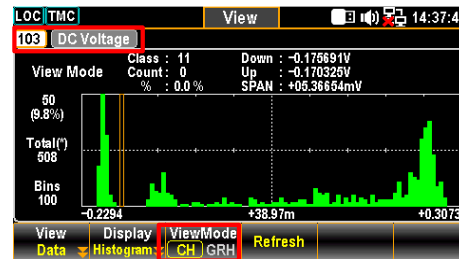 LOC TMC View 14:37:4
103 DC Voltage
View Mode
Class : 11 Down : -0.175691V
Count: 0 Up : -0.170325V
% : 0.0 % SPAN : +05.36654mV
50
(9.8%)
Total(*)
508
Bins
100
-0.2294 +38.97m +0.3073
View Display ViewMode
Data Histogram CH GRH Refresh